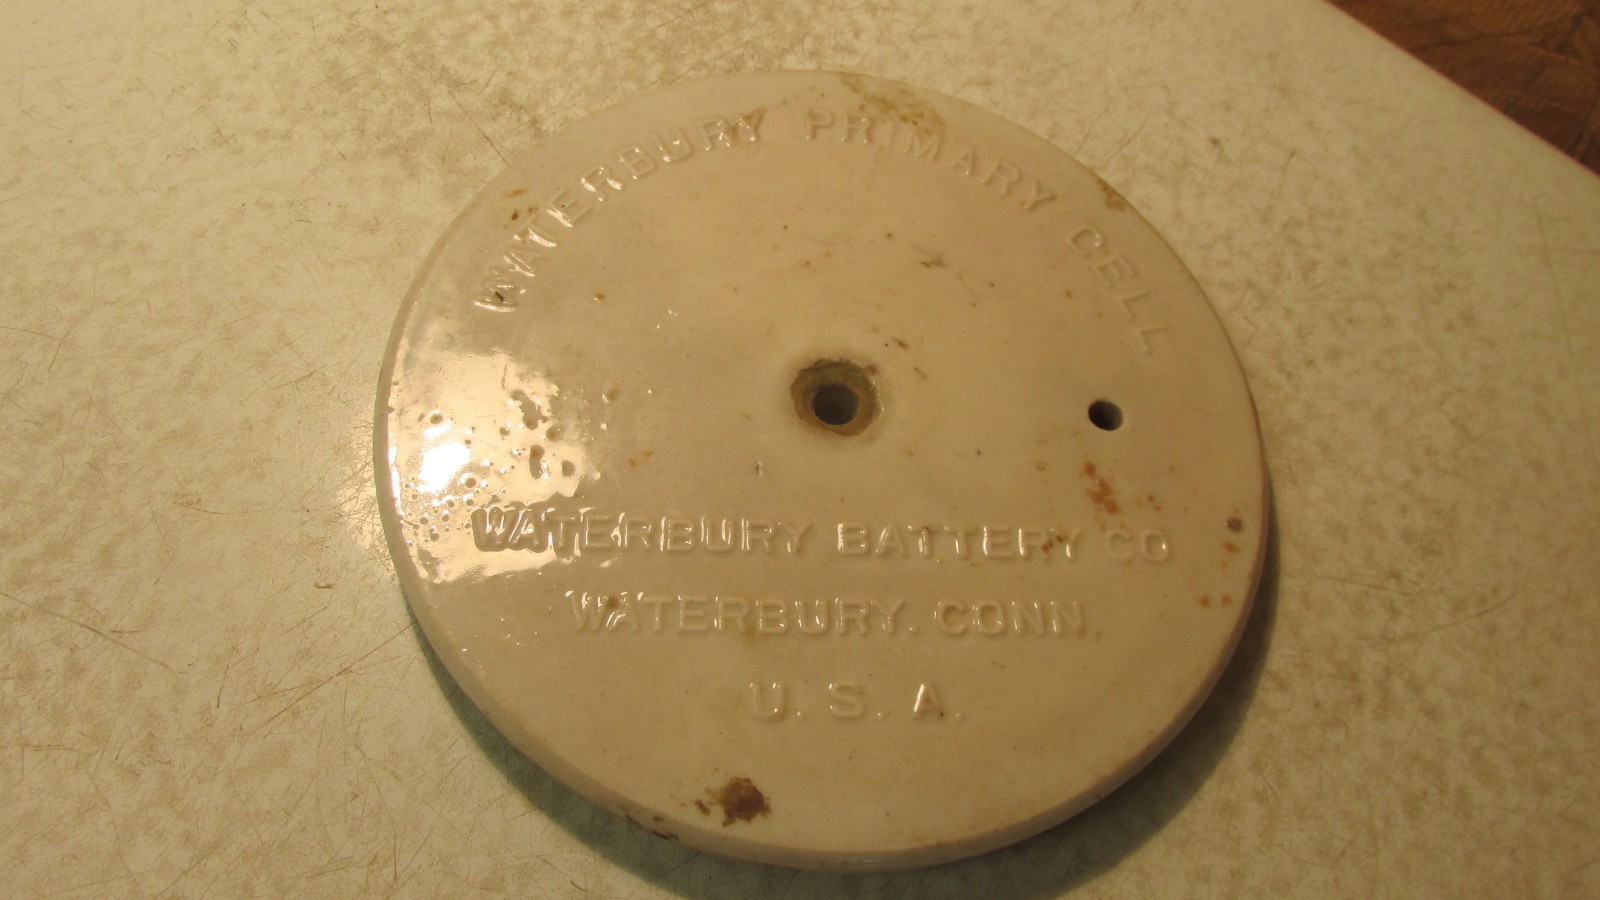 WATERBURY PRIMARY CELL
WATERBURY BATTERY CO
WATERBURY. CONN.
U. S. A.